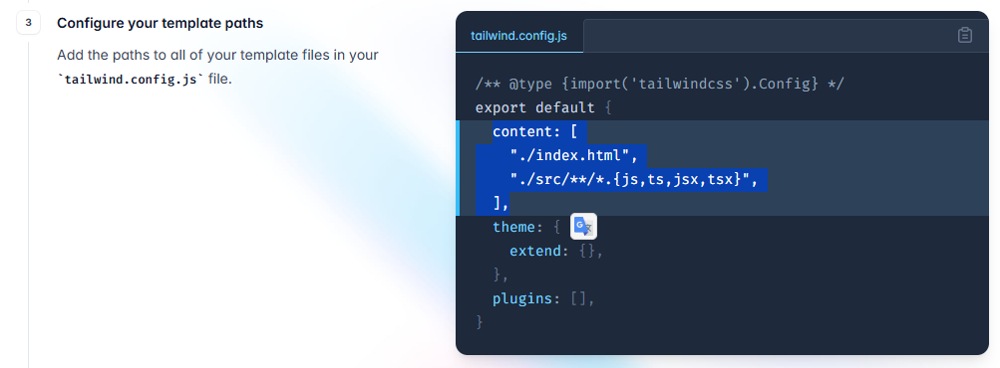 3
Configure your template paths
Add the paths to all of your template files in your
`tailwind.config.js` file.
tailwind.config.js
/** @type {import('tailwindcss').Config} */
export default {
  content: [
    "./index.html",
    "./src/**/*.{js,ts,jsx,tsx}",
  ],
  theme: {
    extend: {},
  },
  plugins: [],
}